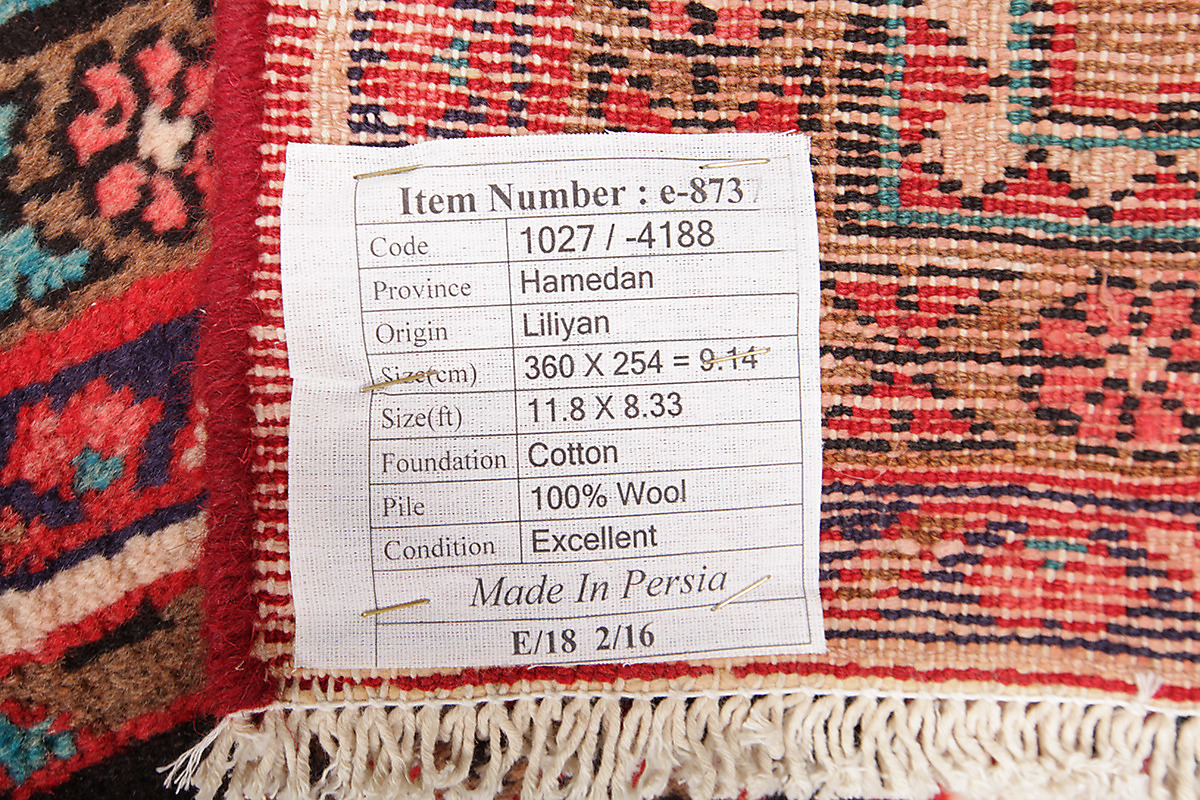 Item Number : e-8737
Code 1027 / -4188
Province Hamedan
Origin Liliyan
Size(cm) 360 X 254 = 9.14
Size(ft) 11.8 X 8.33
Foundation Cotton
Pile 100% Wool
Condition Excellent
Made In Persia
E/18 2/16